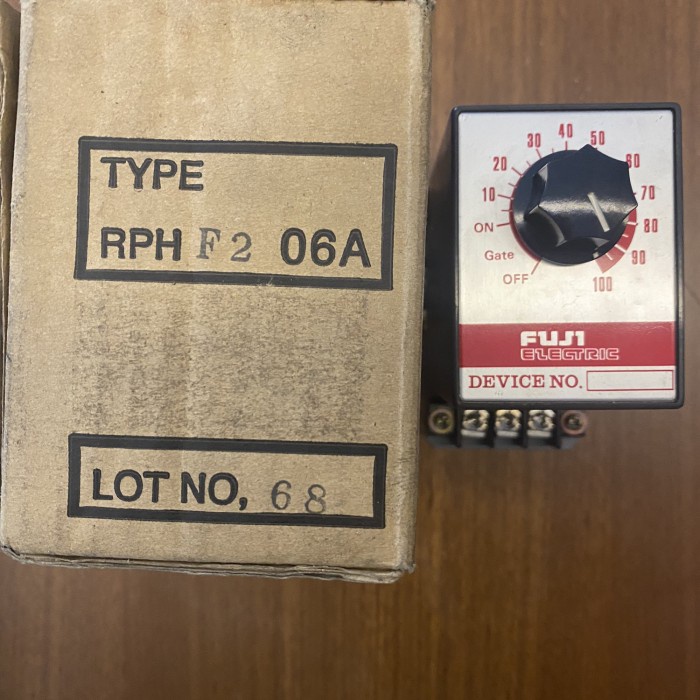 TYPE
RPH F2 06A
LOT NO, 68
10 20 30 40 50 60 70 80 90 100
ON
Gate
OFF
FUJI
ELECTRIC
DEVICE NO.